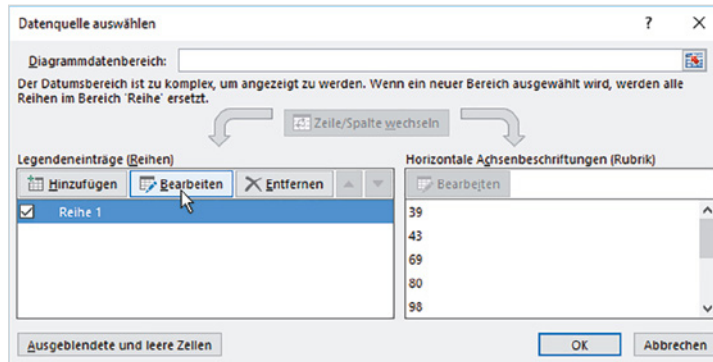 Datenquelle auswählen ? ×
Diagrammdatenbereich:
Der Datumsbereich ist zu komplex, um angezeigt zu werden. Wenn ein neuer Bereich ausgewählt wird, werden alle
Reihen im Bereich 'Reihe' ersetzt.
Zeile/Spalte wechseln
Legendeneinträge (Reihen)
Hinzufügen Bearbeiten Entfernen
Reihe 1
Horizontale Achsenbeschriftungen (Rubrik)
Bearbeiten
39
43
69
80
98
Ausgeblendete und leere Zellen
OK Abbrechen